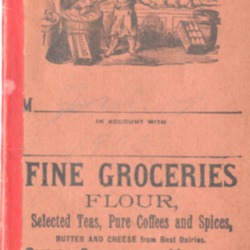 M
IN ACCOUNT WITH
FINE GROCERIES
FLOUR,
Selected Teas, Pure Coffees and Spices,
BUTTER AND CHEESE from Best Dairies.